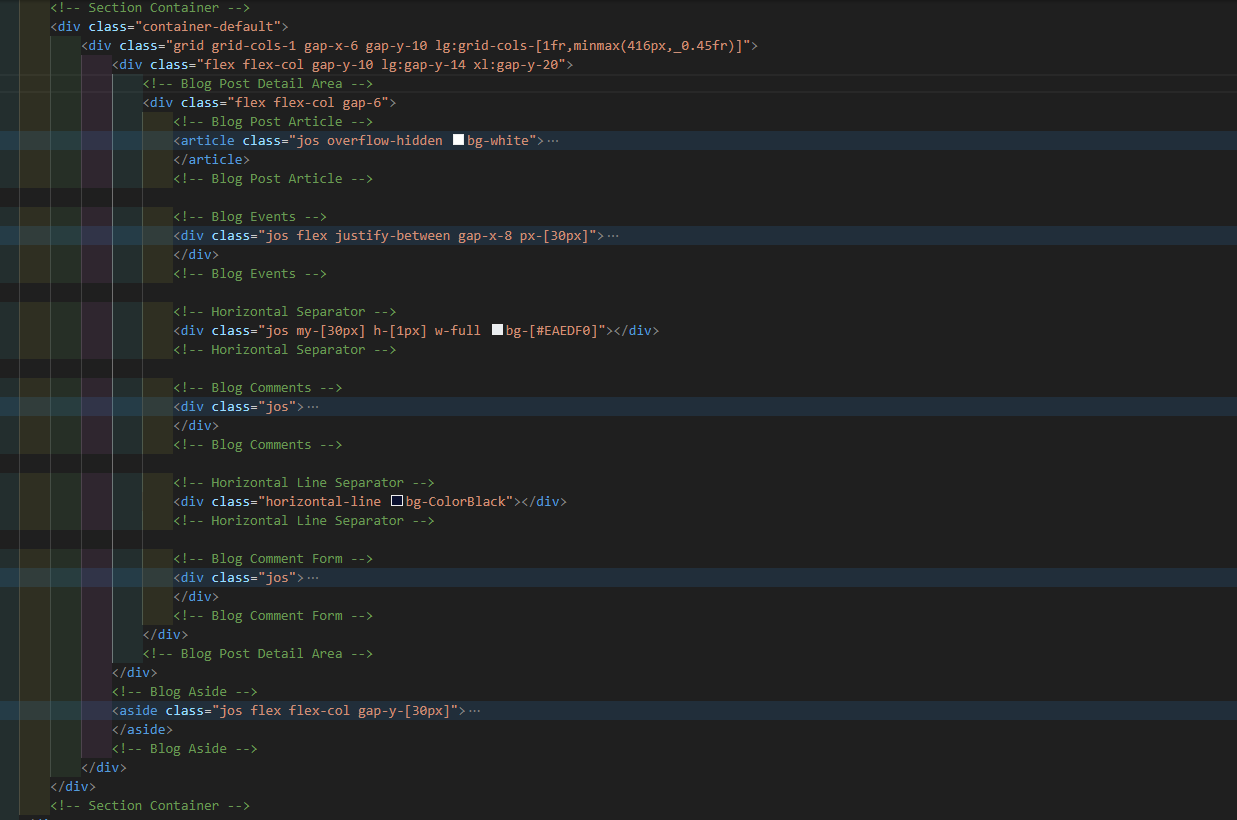 <!-- Section Container -->
<div class="container-default">
<div class="grid grid-cols-1 gap-x-6 gap-y-10 lg:grid-cols-[1fr,minmax(416px,_0.45fr)]">
<div class="flex flex-col gap-y-10 lg:gap-y-14 xl:gap-y-20">
<!-- Blog Post Detail Area -->
<div class="flex flex-col gap-6">
<!-- Blog Post Article -->
<article class="jos overflow-hidden bg-white">···
</article>
<!-- Blog Post Article -->
<!-- Blog Events -->
<div class="jos flex justify-between gap-x-8 px-[30px]">···
</div>
<!-- Blog Events -->
<!-- Horizontal Separator -->
<div class="jos my-[30px] h-[1px] w-full bg-[#EAEDF0]"></div>
<!-- Horizontal Separator -->
<!-- Blog Comments -->
<div class="jos">···
</div>
<!-- Blog Comments -->
<!-- Horizontal Line Separator -->
<div class="horizontal-line bg-ColorBlack"></div>
<!-- Horizontal Line Separator -->
<!-- Blog Comment Form -->
<div class="jos">···
</div>
<!-- Blog Comment Form -->
</div>
<!-- Blog Post Detail Area -->
</div>
<!-- Blog Aside -->
<aside class="jos flex flex-col gap-y-[30px]">···
</aside>
<!-- Blog Aside -->
</div>
</div>
<!-- Section Container -->